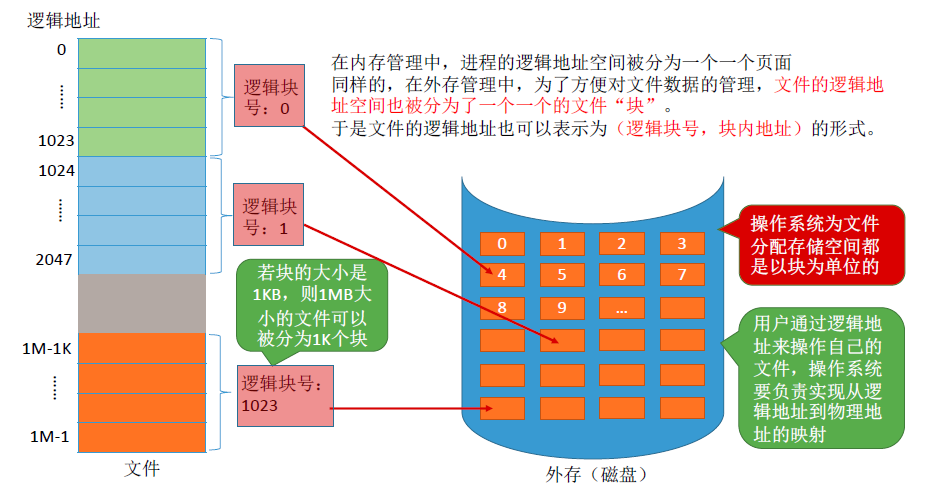 逻辑地址
0
……
1023
1024
……
2047
1M-1K
……
1M-1
文件
逻辑块
号：0
逻辑块
号：1
若块的大小是
1KB，则1MB大
小的文件可以
被分为1K个块
逻辑块号：
1023
在内存管理中，进程的逻辑地址空间被分为一个一个页面
同样的，在外存管理中，为了方便对文件数据的管理，文件的逻辑地
址空间也被分为了一个一个的文件“块”。
于是文件的逻辑地址也可以表示为（逻辑块号，块内地址）的形式。
0 1 2 3
4 5 6 7
8 9 …
外存（磁盘）
操作系统为文件
分配存储空间都
是以块为单位的
用户通过逻辑地
址来操作自己的
文件，操作系统
要负责实现从逻
辑地址到物理地
址的映射